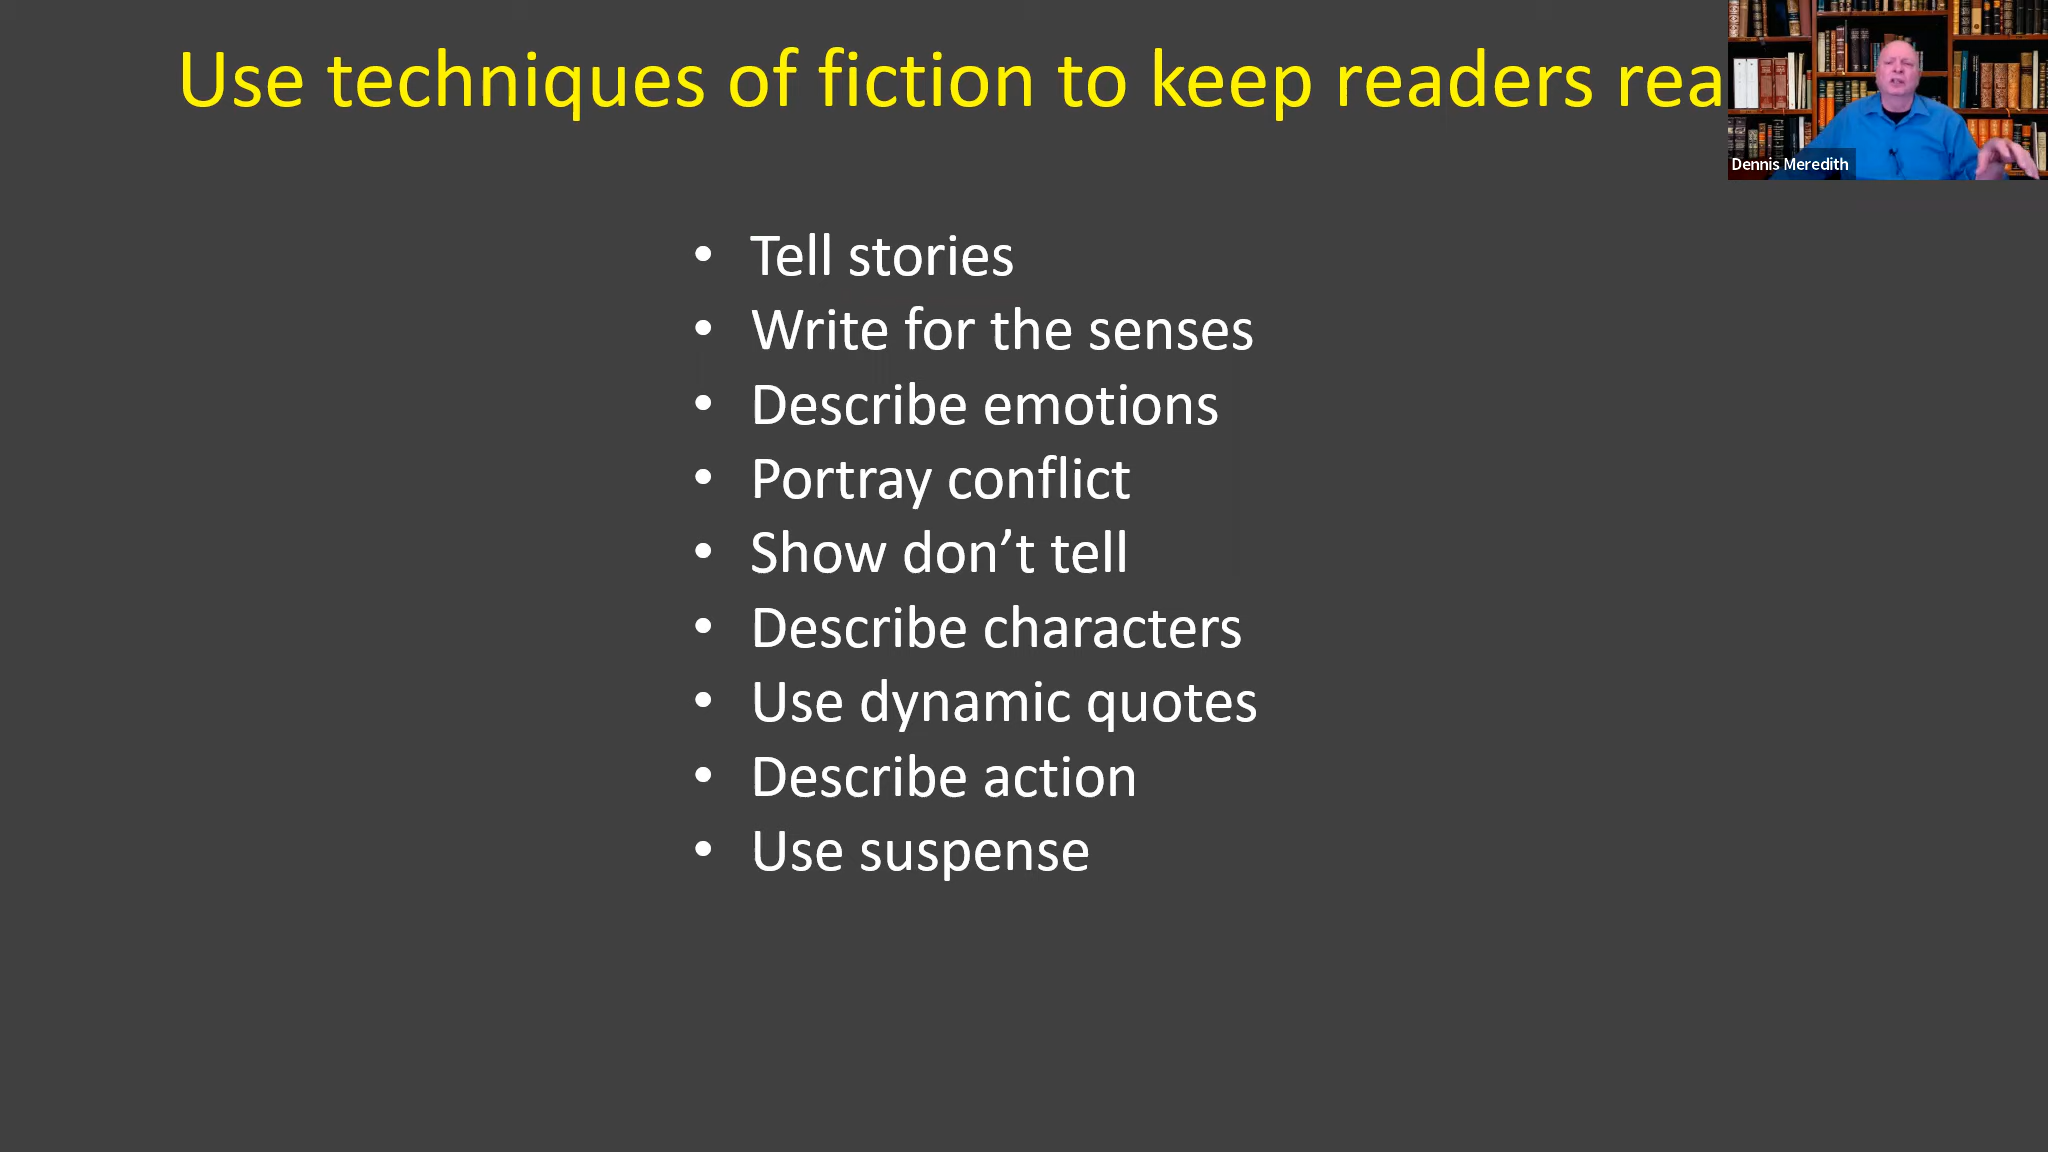 Use techniques of fiction to keep readers rea
Dennis Meredith
• Tell stories
• Write for the senses
• Describe emotions
• Portray conflict
• Show don’t tell
• Describe characters
• Use dynamic quotes
• Describe action
• Use suspense